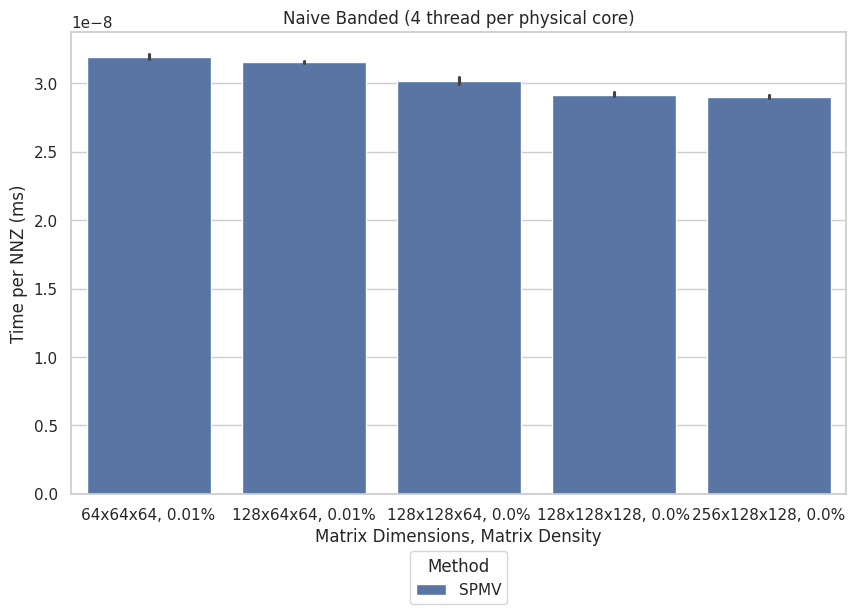 Naive Banded (4 thread per physical core)
1e−8
3.0
2.5
2.0
1.5
1.0
0.5
0.0
Time per NNZ (ms)
64x64x64, 0.01%
128x64x64, 0.01%
128x128x64, 0.0%
128x128x128, 0.0%
256x128x128, 0.0%
Matrix Dimensions, Matrix Density
Method
SPMV